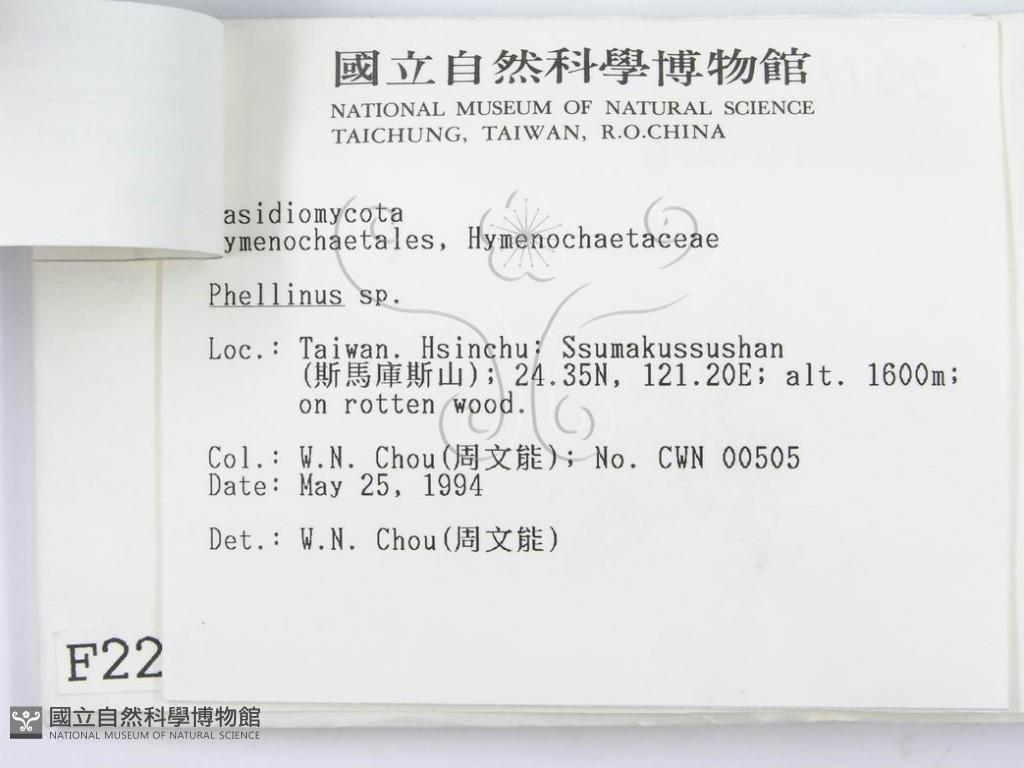 國立自然科學博物館
NATIONAL MUSEUM OF NATURAL SCIENCE
TAICHUNG, TAIWAN, R.O.CHINA
asidiomycota
ymenochaetales, Hymenochaetaceae
Phellinus sp.
Loc.: Taiwan. Hsinchu: Ssumakussushan
(斯馬庫斯山); 24.35N, 121.20E; alt. 1600m;
on rotten wood.
Col.: W.N. Chou(周文能); No. CWN 00505
Date: May 25, 1994
Det.: W.N. Chou(周文能)
F22
國立自然科學博物館
NATIONAL MUSEUM OF NATURAL SCIENCE